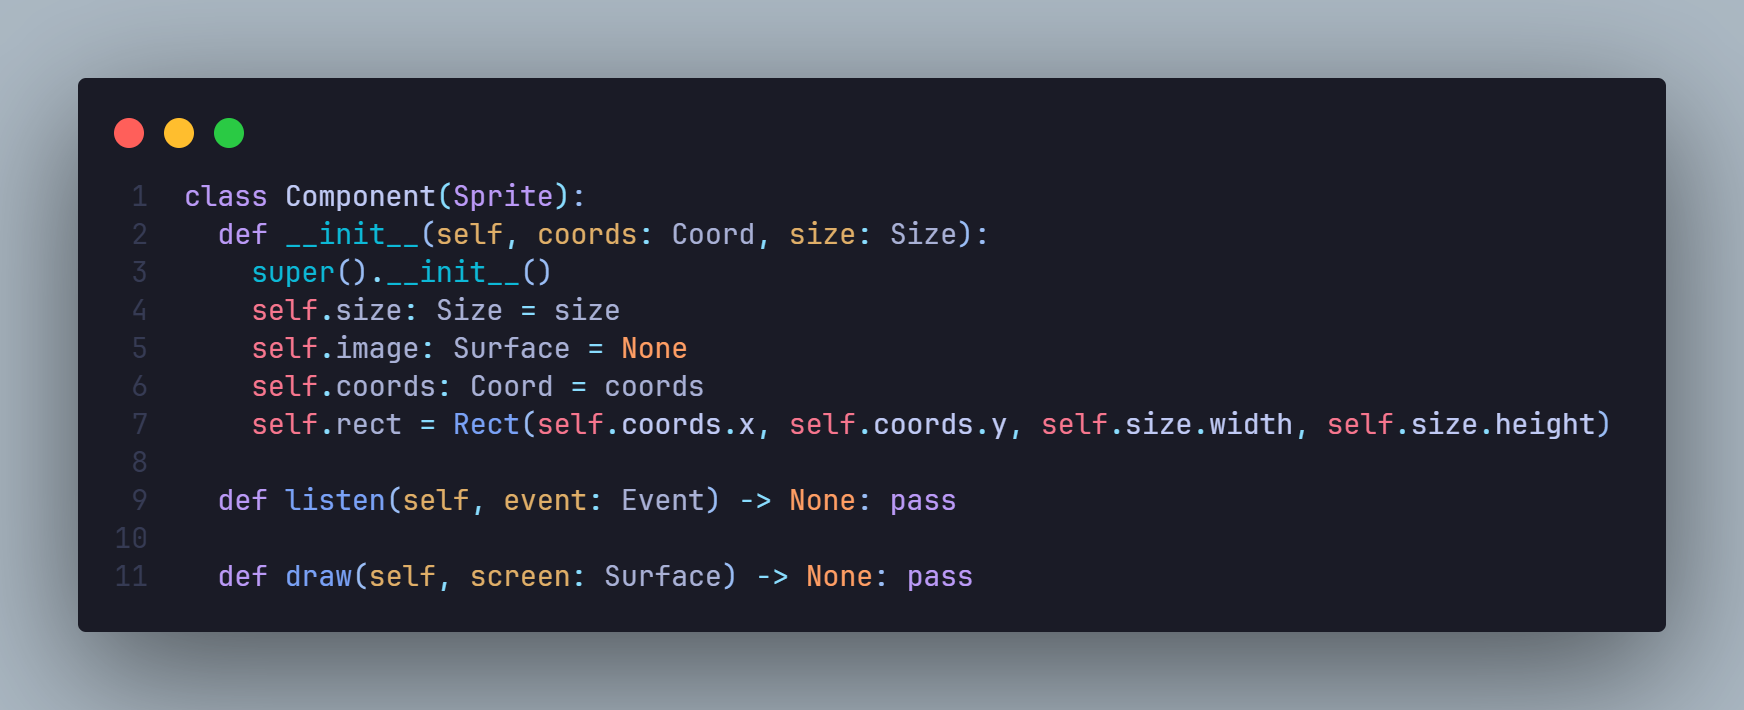 1 class Component(Sprite):
2   def __init__(self, coords: Coord, size: Size):
3     super().__init__()
4     self.size: Size = size
5     self.image: Surface = None
6     self.coords: Coord = coords
7     self.rect = Rect(self.coords.x, self.coords.y, self.size.width, self.size.height)
8
9   def listen(self, event: Event) -> None: pass
10
11   def draw(self, screen: Surface) -> None: pass